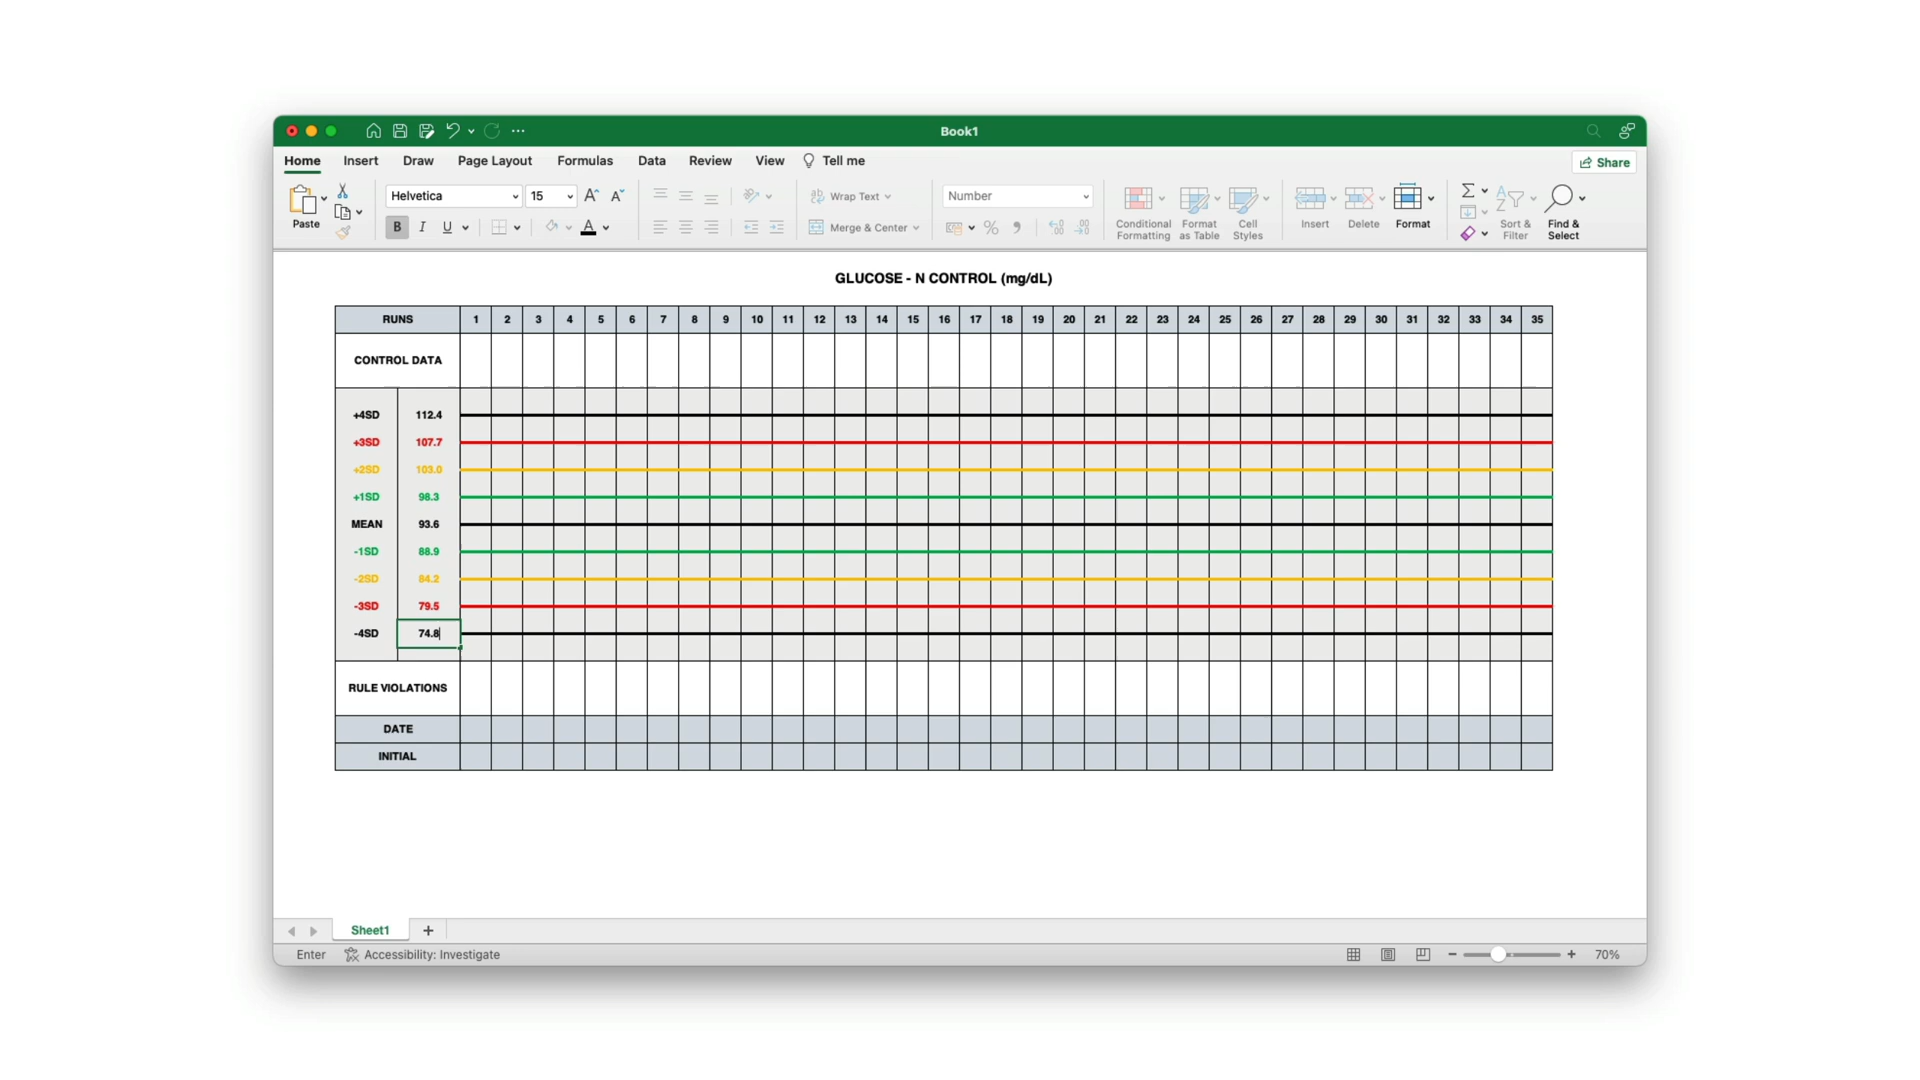 Book1
Home Insert Draw Page Layout Formulas Data Review View Tell me Share
Paste Helvetica 15 Wrap Text Number
B I U A Merge & Center % Conditional Formatting Format as Table Cell Styles Insert Delete Format Sort & Filter Find & Select
GLUCOSE - N CONTROL (mg/dL)
RUNS 1 2 3 4 5 6 7 8 9 10 11 12 13 14 15 16 17 18 19 20 21 22 23 24 25 26 27 28 29 30 31 32 33 34 35
CONTROL DATA
+4SD 112.4
+3SD 107.7
+2SD 103.0
+1SD 98.3
MEAN 93.6
-1SD 88.9
-2SD 84.2
-3SD 79.5
-4SD 74.8
RULE VIOLATIONS
DATE
INITIAL
Sheet1
Enter Accessibility: Investigate 70%